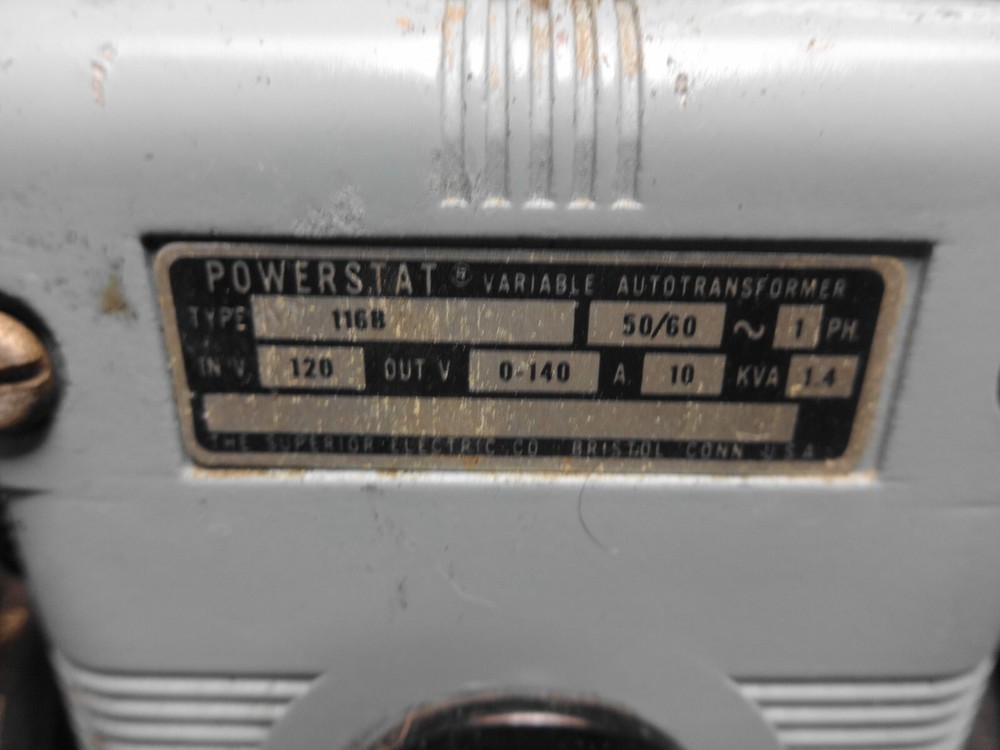 POWERSTAT ® VARIABLE AUTOTRANSFORMER
TYPE 116B 50/60 ~ 1 PH.
IN V. 120 OUT V 0-140 A. 10 KVA 1.4
THE SUPERIOR ELECTRIC CO BRISTOL CONN U.S.A